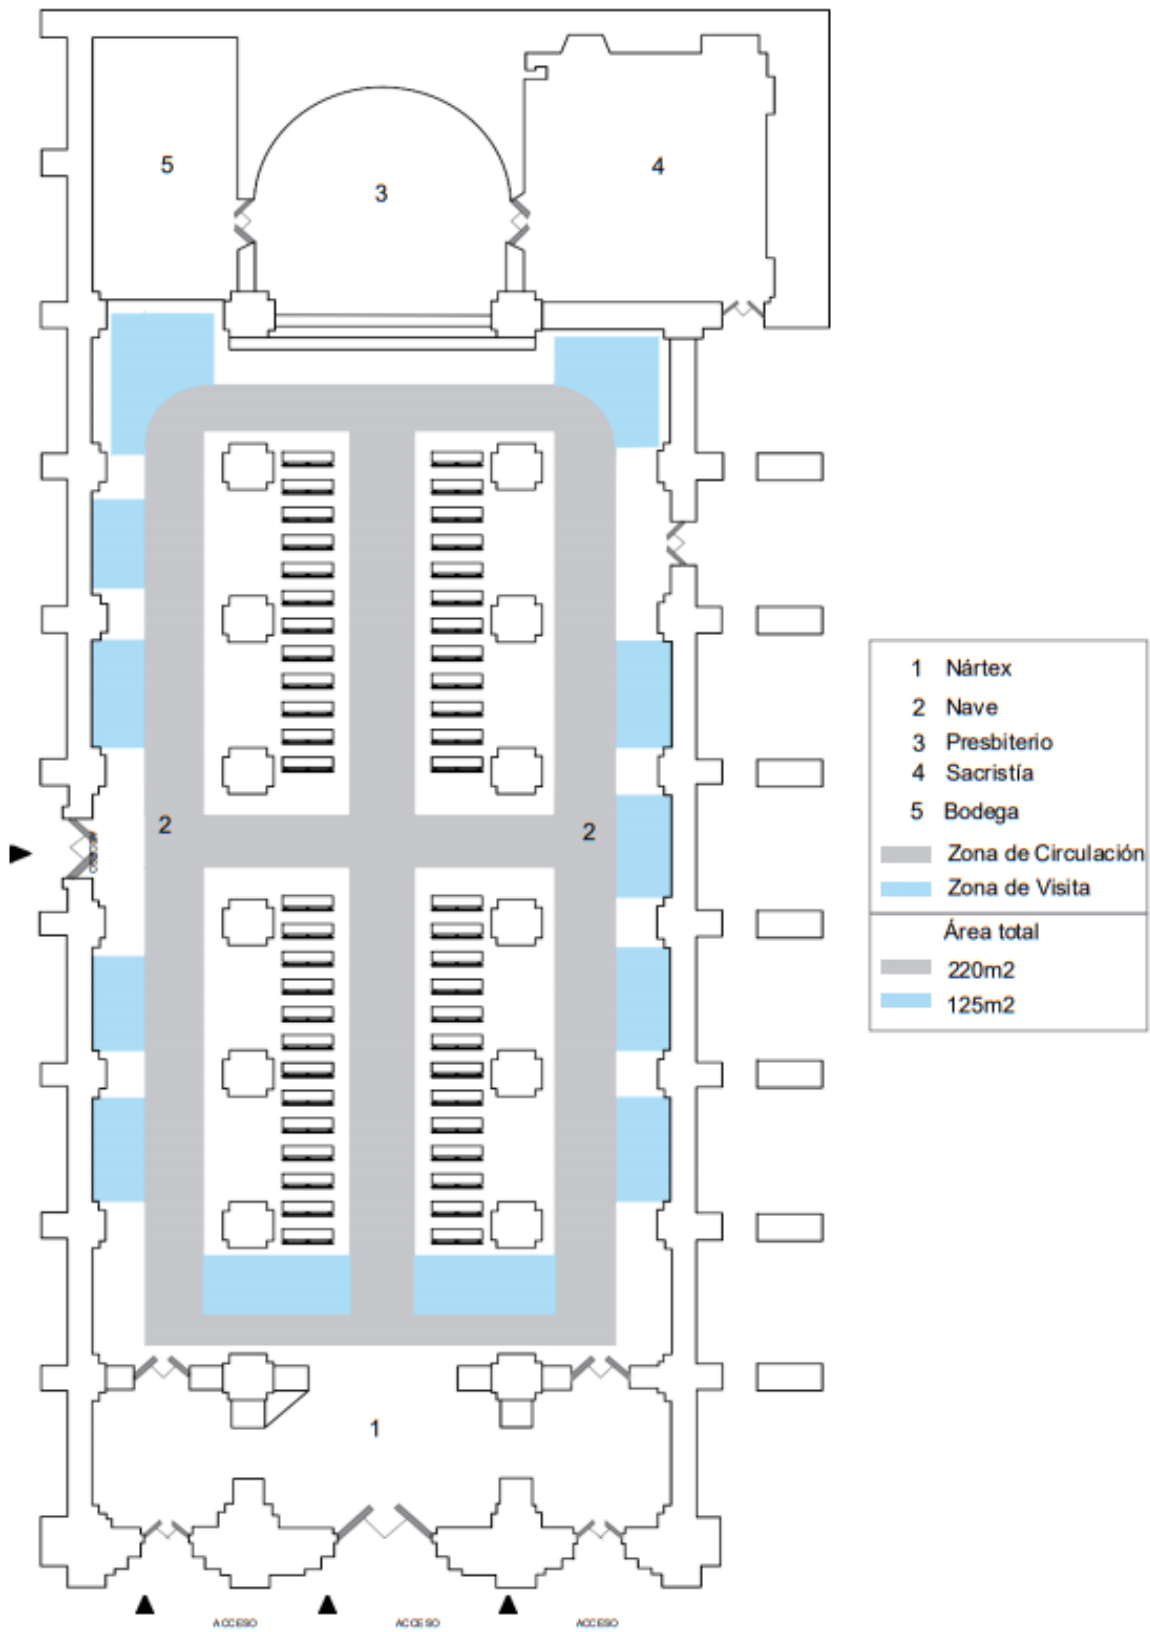 5
3
4
2
2
ACCESO
1
1 Nártex
2 Nave
3 Presbiterio
4 Sacristía
5 Bodega
Zona de Circulación
Zona de Visita
Área total
220m2
125m2
ACCESO
ACCESO
ACCESO